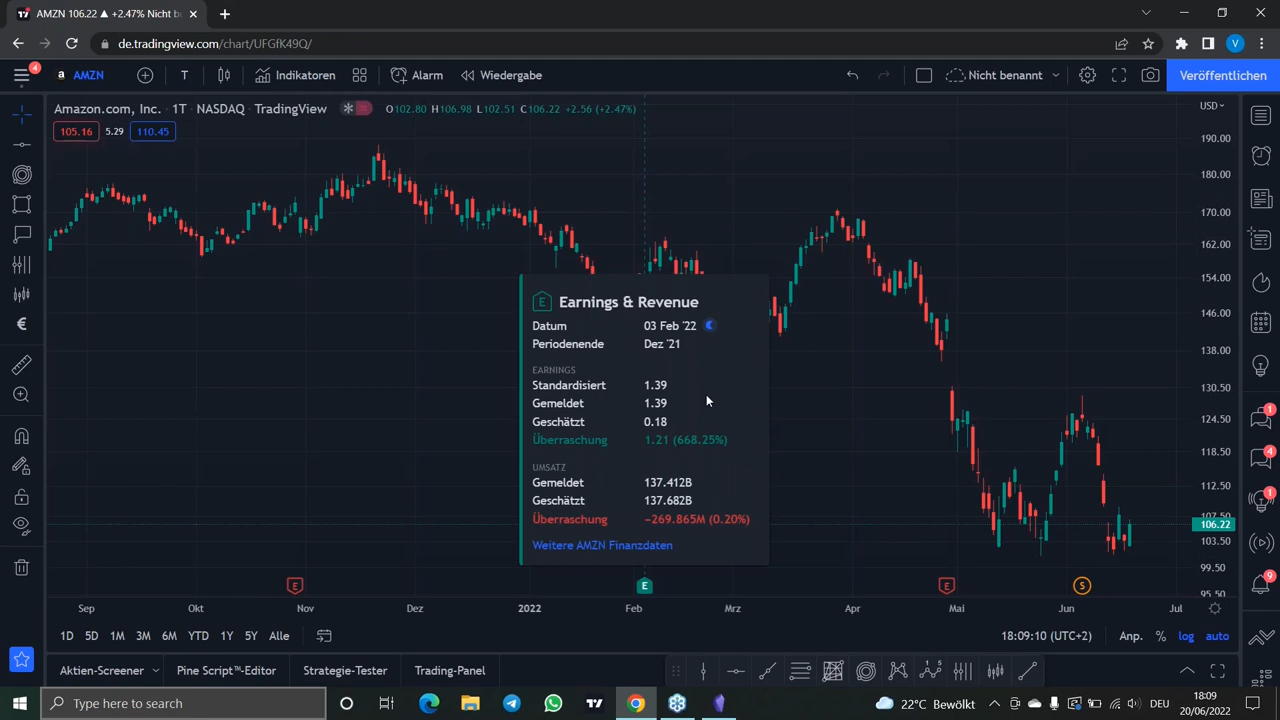 AMZN 106.22 ▲ +2.47% Nicht b
de.tradingview.com/chart/UFGfK49Q/
V
4
a AMZN
T
Indikatoren
Alarm
Wiedergabe
Nicht benannt
Veröffentlichen
Amazon.com, Inc. · 1T · NASDAQ · TradingView
O102.80 H106.98 L102.51 C106.22 +2.56 (+2.47%)
USD
105.16 5.29 110.45
190.00
180.00
170.00
162.00
154.00
146.00
138.00
130.50
124.50
118.50
112.50
107.50
106.22
103.50
99.50
95.50
€
E Earnings & Revenue
Datum 03 Feb '22
Periodenende Dez '21
EARNINGS
Standardisiert 1.39
Gemeldet 1.39
Geschätzt 0.18
Überraschung 1.21 (668.25%)
UMSATZ
Gemeldet 137.412B
Geschätzt 137.682B
Überraschung −269.865M (0.20%)
Weitere AMZN Finanzdaten
1
4
1
9
E E E S
Sep Okt Nov Dez 2022 Feb Mrz Apr Mai Jun Jul
1D 5D 1M 3M 6M YTD 1Y 5Y Alle
18:09:10 (UTC+2) Anp. % log auto
Aktien-Screener Pine Script™-Editor Strategie-Tester Trading-Panel
Type here to search
22°C Bewölkt
DEU
18:09
20/06/2022